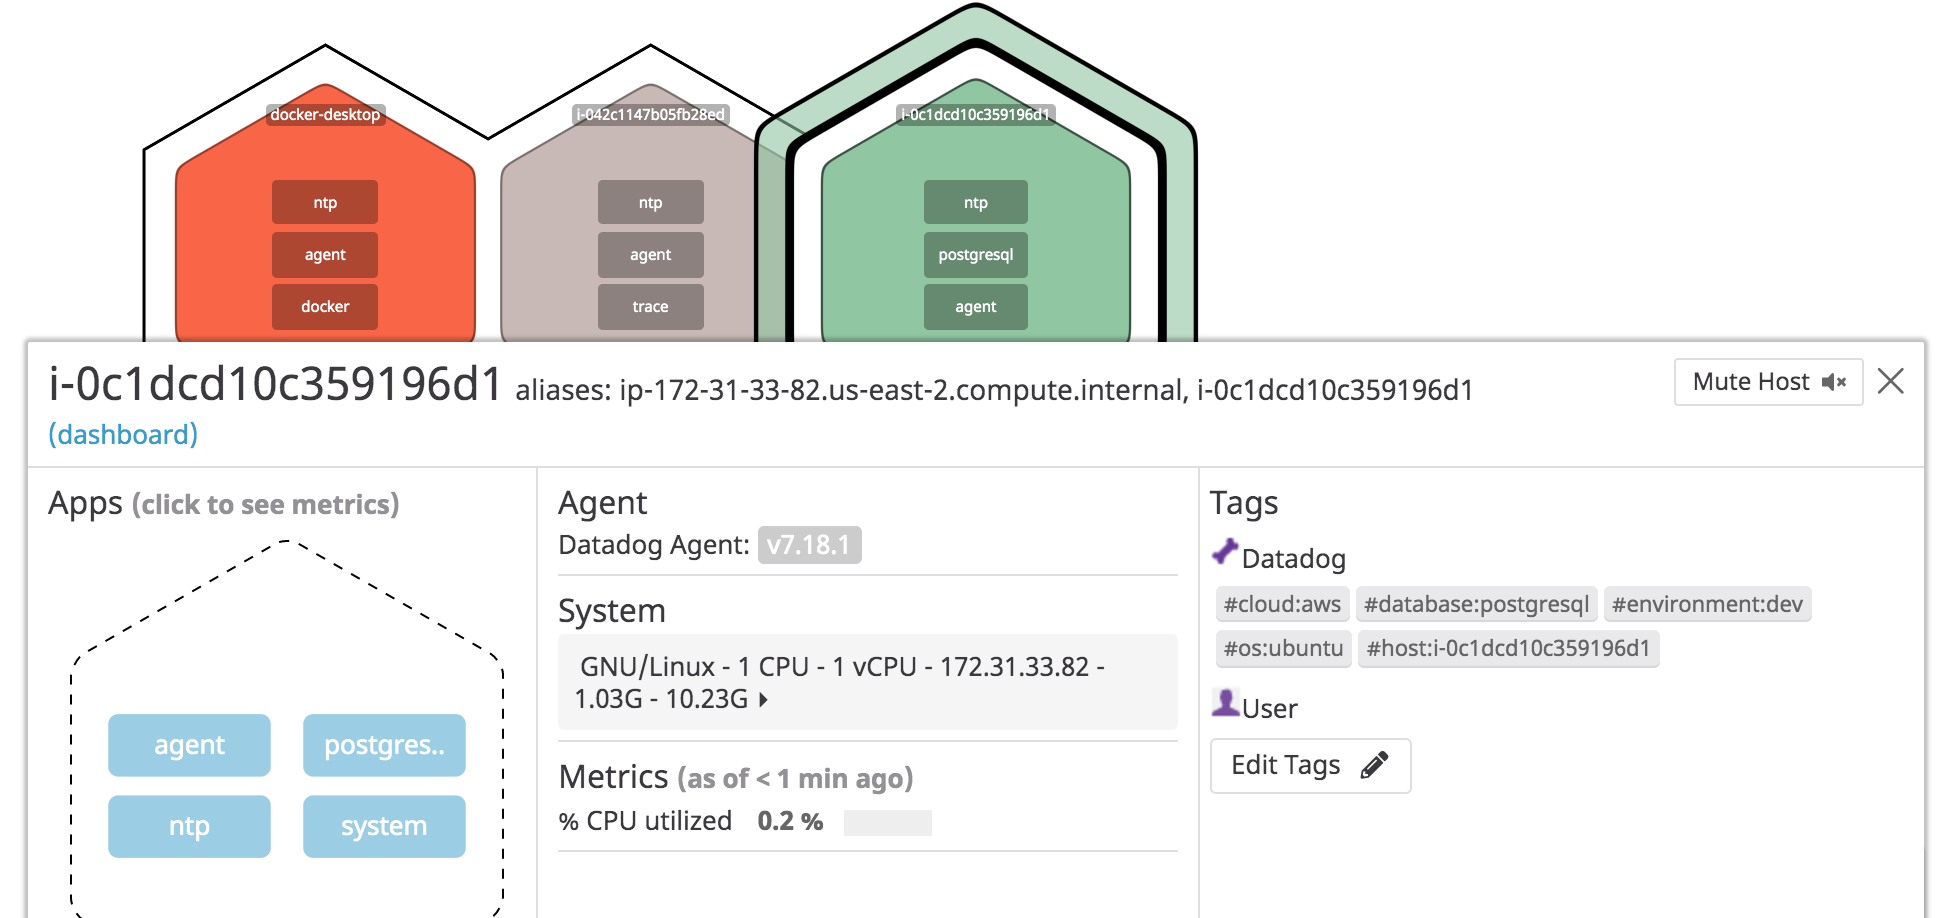 docker-desktop
i-042c1147b05fb28ed
i-0c1dcd10c359196d1
ntp
ntp
ntp
agent
agent
postgresql
docker
trace
agent
i-0c1dcd10c359196d1 aliases: ip-172-31-33-82.us-east-2.compute.internal, i-0c1dcd10c359196d1
Mute Host
(dashboard)
Apps (click to see metrics)
agent
postgres..
ntp
system
Agent
Datadog Agent: v7.18.1
System
GNU/Linux - 1 CPU - 1 vCPU - 172.31.33.82 -
1.03G - 10.23G
Metrics (as of < 1 min ago)
% CPU utilized 0.2 %
Tags
Datadog
#cloud:aws #database:postgresql #environment:dev
#os:ubuntu #host:i-0c1dcd10c359196d1
User
Edit Tags